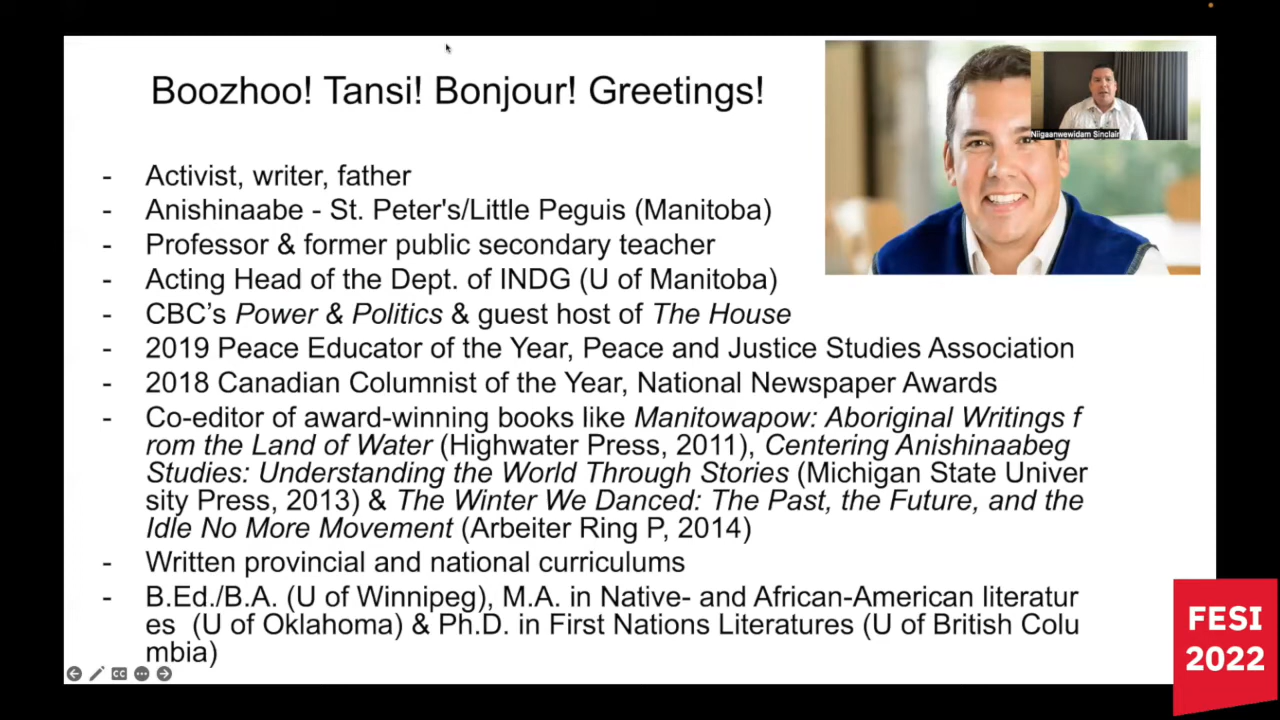 Boozhoo! Tansi! Bonjour! Greetings!
Niigaanwewidam Sinclair
- Activist, writer, father
- Anishinaabe - St. Peter's/Little Peguis (Manitoba)
- Professor & former public secondary teacher
- Acting Head of the Dept. of INDG (U of Manitoba)
- CBC’s Power & Politics & guest host of The House
- 2019 Peace Educator of the Year, Peace and Justice Studies Association
- 2018 Canadian Columnist of the Year, National Newspaper Awards
- Co-editor of award-winning books like Manitowapow: Aboriginal Writings f
rom the Land of Water (Highwater Press, 2011), Centering Anishinaabeg
Studies: Understanding the World Through Stories (Michigan State Univer
sity Press, 2013) & The Winter We Danced: The Past, the Future, and the
Idle No More Movement (Arbeiter Ring P, 2014)
- Written provincial and national curriculums
- B.Ed./B.A. (U of Winnipeg), M.A. in Native- and African-American literatur
es (U of Oklahoma) & Ph.D. in First Nations Literatures (U of British Colu
mbia)
CC
FESI
2022